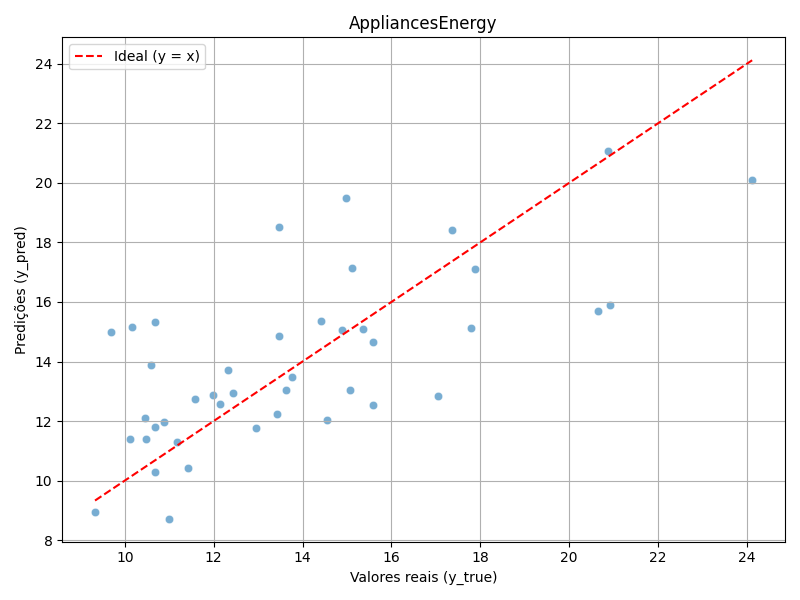 AppliancesEnergy
Ideal (y = x)
24
22
20
18
16
14
12
10
8
Predições (y_pred)
10 12 14 16 18 20 22 24
Valores reais (y_true)